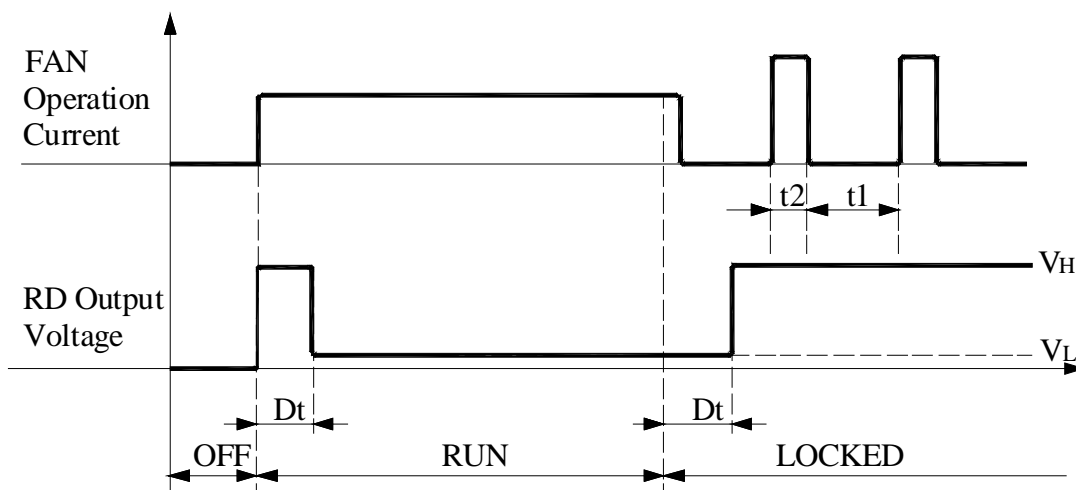 FAN
Operation
Current
t2
t1
VH
RD Output
Voltage
VL
Dt
Dt
OFF
RUN
LOCKED